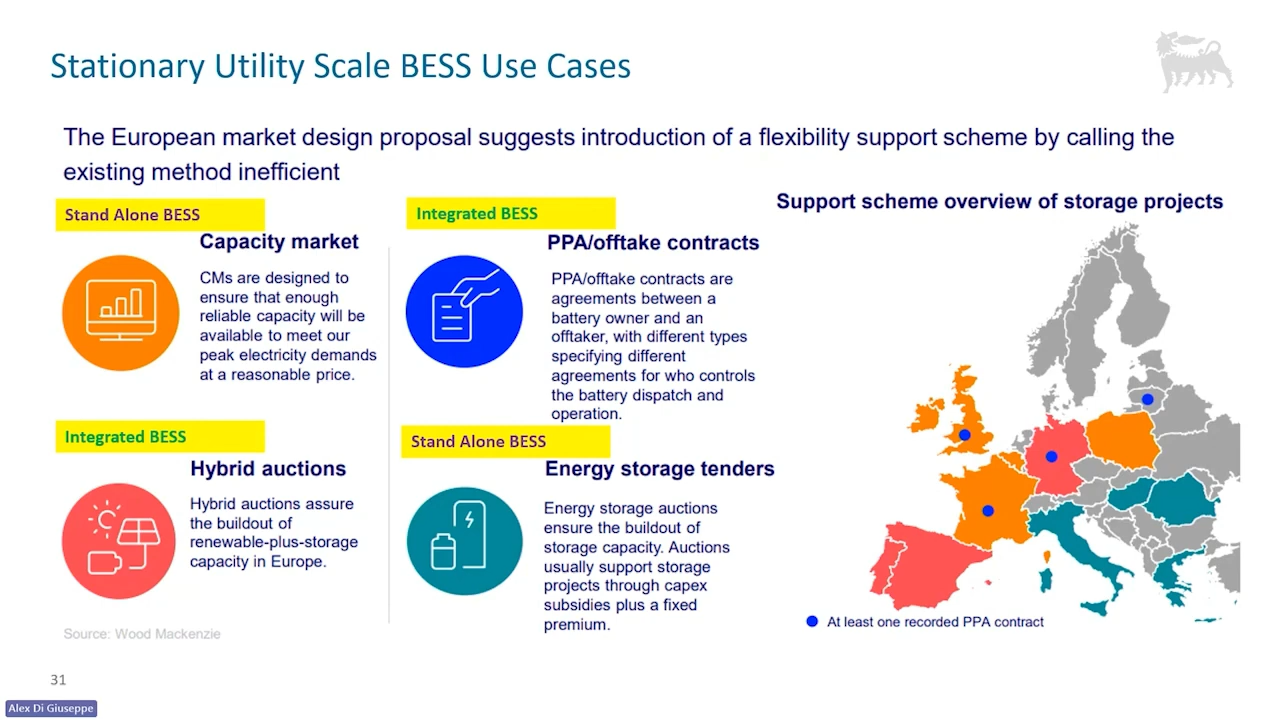 Stationary Utility Scale BESS Use Cases
The European market design proposal suggests introduction of a flexibility support scheme by calling the
existing method inefficient
Stand Alone BESS
Capacity market
CMs are designed to
ensure that enough
reliable capacity will be
available to meet our
peak electricity demands
at a reasonable price.
Integrated BESS
PPA/offtake contracts
PPA/offtake contracts are
agreements between a
battery owner and an
offtaker, with different types
specifying different
agreements for who controls
the battery dispatch and
operation.
Integrated BESS
Hybrid auctions
Hybrid auctions assure
the buildout of
renewable-plus-storage
capacity in Europe.
Stand Alone BESS
Energy storage tenders
Energy storage auctions
ensure the buildout of
storage capacity. Auctions
usually support storage
projects through capex
subsidies plus a fixed
premium.
Support scheme overview of storage projects
At least one recorded PPA contract
Source: Wood Mackenzie
31
Alex Di Giuseppe